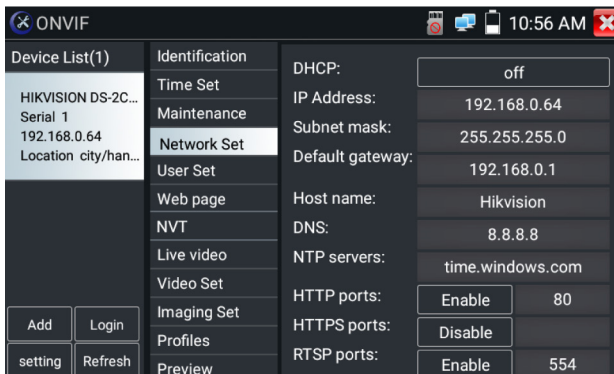 ONVIF
10:56 AM
Device List(1)
HIKVISION DS-2C...
Serial 1
192.168.0.64
Location city/han...
Add
Login
setting
Refresh
Identification
Time Set
Maintenance
Network Set
User Set
Web page
NVT
Live video
Video Set
Imaging Set
Profiles
Preview
DHCP: off
IP Address: 192.168.0.64
Subnet mask: 255.255.255.0
Default gateway: 192.168.0.1
Host name: Hikvision
DNS: 8.8.8.8
NTP servers: time.windows.com
HTTP ports: Enable 80
HTTPS ports: Disable
RTSP ports: Enable 554